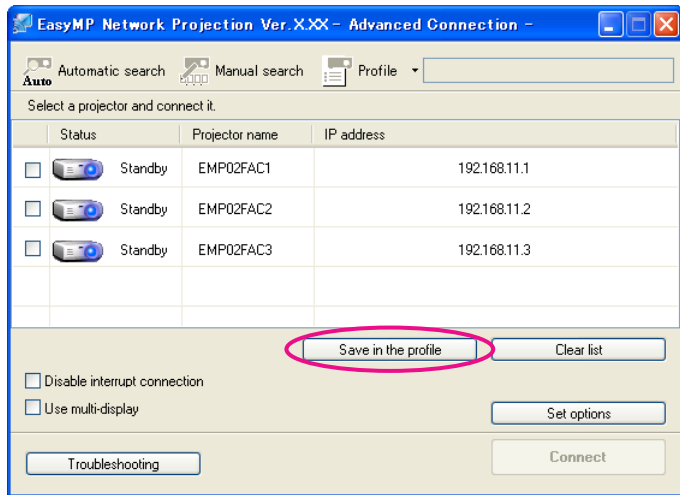 EasyMP Network Projection Ver.X.XX - Advanced Connection -
Auto Automatic search Manual search Profile
Select a projector and connect it.
Status Projector name IP address
Standby EMP02FAC1 192.168.11.1
Standby EMP02FAC2 192.168.11.2
Standby EMP02FAC3 192.168.11.3
Save in the profile Clear list
Disable interrupt connection
Use multi-display
Set options
Troubleshooting Connect